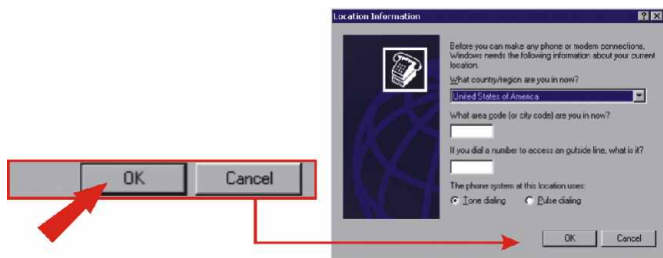 Location Information
Before you can make any phone or modem connections,
Windows needs the following information about your current
location.
What country/region are you in now?
United States of America
What area code (or city code) are you in now?
If you dial a number to access an outside line, what is it?
The phone system at this location uses:
Tone dialing Pulse dialing
OK Cancel
OK Cancel